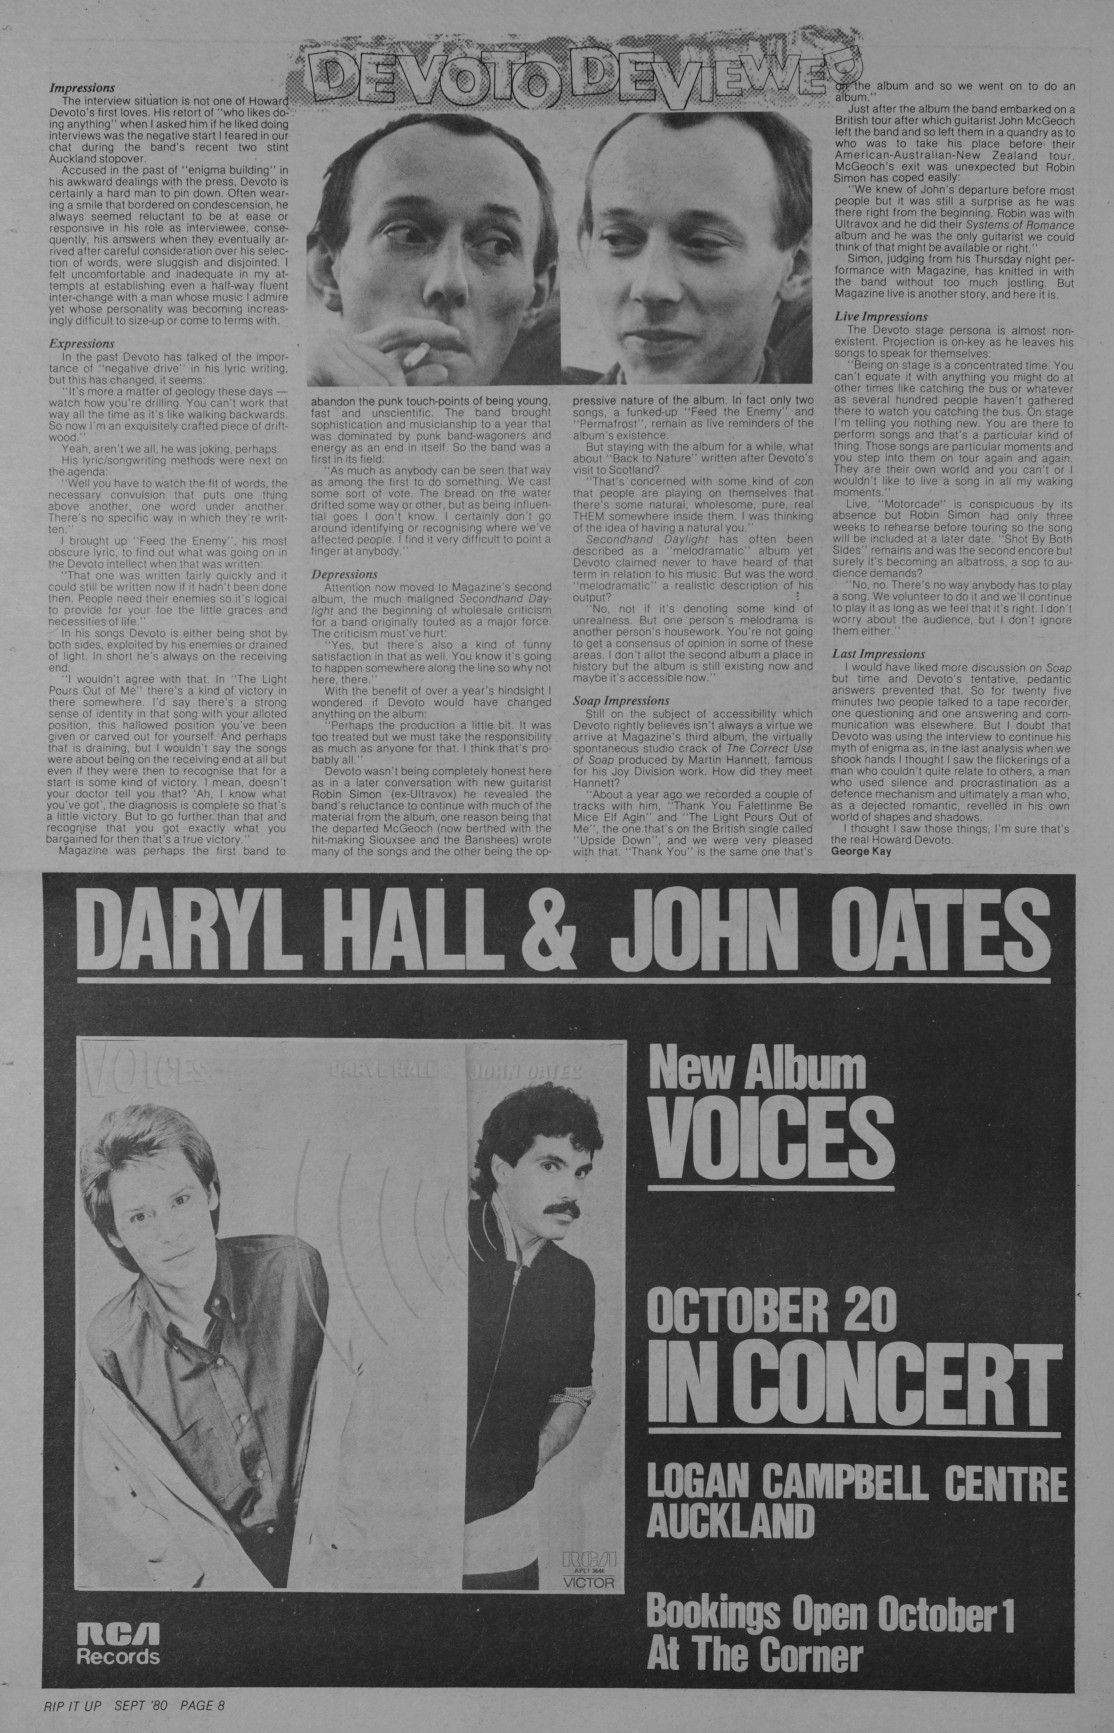 DEVOTO DEVIEWED
Impressions
The interview situation is not one of Howard
Devoto's first loves. His retort of "who likes do-
ing anything" when I asked him if he liked doing
interviews was the negative start I feared in our
chat during the band's recent two stint
Auckland stopover.
Accused in the past of "enigma building" in
his awkward dealings with the press, Devoto is
certainly a hard man to pin down. Often wear-
ing a smile that bordered on condescension, he
always seemed reluctant to be at ease or
responsive in his role as interviewee, conse-
quently, his answers when they eventually ar-
rived after careful consideration over his selec-
tion of words, were sluggish and disjointed. I
felt uncomfortable and inadequate in my at-
tempts at establishing even a half-way fluent
inter-change with a man whose music I admire
yet whose personality was becoming increas-
ingly difficult to size-up or come to terms with.
Expressions
In the past Devoto has talked of the impor-
tance of "negative drive" in his lyric writing,
but this has changed, it seems:
"It's more a matter of geology these days —
watch how you're drilling. You can't work that
way all the time as it's like walking backwards.
So now I'm an exquisitely crafted piece of drift-
wood."
Yeah, aren't we all, he was joking, perhaps.
His lyric/songwriting methods were next on
the agenda:
"Well you have to watch the fit of words, the
necessary convulsion that puts one thing
above another, one word under another.
There's no specific way in which they're writ-
ten."
I brought up "Feed the Enemy", his most
obscure lyric, to find out what was going on in
the Devoto intellect when that was written:
"That one was written fairly quickly and it
could still be written now if it hadn't been done
then. People need their enemies so it's logical
to provide for your foe the little graces and
necessities of life."
In his songs Devoto is either being shot by
both sides, exploited by his enemies or drained
of light. In short he's always on the receiving
end:
"I wouldn't agree with that. In "The Light
Pours Out of Me" there's a kind of victory in
there somewhere. I'd say there's a strong
sense of identity in that song with your alloted
position, this hallowed position you've been
given or carved out for yourself. And perhaps
that is draining, but I wouldn't say the songs
were about being on the receiving end at all but
even if they were then to recognise that for a
start is some kind of victory. I mean, doesn't
your doctor tell you that? 'Ah, I know what
you've got', the diagnosis is complete so that's
a little victory. But to go further than that and
recognise that you got exactly what you
bargained for then that's a true victory."
Magazine was perhaps the first band to
abandon the punk touch-points of being young,
fast and unscientific. The band brought
sophistication and musicianship to a year that
was dominated by punk band-wagoners and
energy as an end in itself. So the band was a
first in its field:
"As much as anybody can be seen that way
as among the first to do something. We cast
some sort of vote. The bread on the water
drifted some way or other, but as being influen-
tial goes I don't know. I certainly don't go
around identifying or recognising where we've
affected people. I find it very difficult to point a
finger at anybody."
Depressions
Attention now moved to Magazine's second
album, the much maligned Secondhand Day-
light and the beginning of wholesale criticism
for a band originally touted as a major force.
The criticism must've hurt:
"Yes, but there's also a kind of funny
satisfaction in that as well. You know it's going
to happen somewhere along the line so why not
here, there."
With the benefit of over a year's hindsight I
wondered if Devoto would have changed
anything on the album:
"Perhaps the production a little bit. It was
too treated but we must take the responsibility
as much as anyone for that. I think that's pro-
bably all."
Devoto wasn't being completely honest here
as in a later conversation with new guitarist
Robin Simon (ex-Ultravox) he revealed the
band's reluctance to continue with much of the
material from the album, one reason being that
the departed McGeoch (now berthed with the
hit-making Siouxsee and the Banshees) wrote
many of the songs and the other being the op-
pressive nature of the album. In fact only two
songs, a funked-up "Feed the Enemy" and
"Permafrost", remain as live reminders of the
album's existence.
But staying with the album for a while, what
about "Back to Nature" written after Devoto's
visit to Scotland?
"That's concerned with some kind of con
that people are playing on themselves that
there's some natural, wholesome, pure, real
THEM somewhere inside them. I was thinking
of the idea of having a natural you."
Secondhand Daylight has often been
described as a "melodramatic" album yet
Devoto claimed never to have heard of that
term in relation to his music. But was the word
"melodramatic" a realistic description of his
output?
"No, not if it's denoting some kind of
unrealness. But one person's melodrama is
another person's housework. You're not going
to get a consensus of opinion in some of these
areas. I don't allot the second album a place in
history but the album is still existing now and
maybe it's accessible now."
Soap Impressions
Still on the subject of accessibility which
Devoto rightly believes isn't always a virtue we
arrive at Magazine's third album, the virtually
spontaneous studio crack of The Correct Use
of Soap produced by Martin Hannett, famous
for his Joy Division work. How did they meet
Hannett?
"About a year ago we recorded a couple of
tracks with him, "Thank You Falettinme Be
Mice Elf Agin" and "The Light Pours Out of
Me", the one that's on the British single called
"Upside Down", and we were very pleased
with that. "Thank You" is the same one that's
on the album and so we went on to do an
album."
Just after the album the band embarked on a
British tour after which guitarist John McGeoch
left the band and so left them in a quandry as to
who was to take his place before their
American-Australian-New Zealand tour.
McGeoch's exit was unexpected but Robin
Simon has coped easily:
"We knew of John's departure before most
people but it was still a surprise as he was
there right from the beginning. Robin was with
Ultravox and he did their Systems of Romance
album and he was the only guitarist we could
think of that might be available or right."
Simon, judging from his Thursday night per-
formance with Magazine, has knitted in with
the band without too much jostling. But
Magazine live is another story, and here it is.
Live Impressions
The Devoto stage persona is almost non-
existent. Projection is on-key as he leaves his
songs to speak for themselves:
"Being on stage is a concentrated time. You
can't equate it with anything you might do at
other times like catching the bus or whatever
as several hundred people haven't gathered
there to watch you catching the bus. On stage
I'm telling you nothing new. You are there to
perform songs and that's a particular kind of
thing. Those songs are particular moments and
you step into them on tour again and again.
They are their own world and you can't or I
wouldn't like to live a song in all my waking
moments."
Live, "Motorcade" is conspicuous by its
absence but Robin Simon had only three
weeks to rehearse before touring so the song
will be included at a later date. "Shot By Both
Sides" remains and was the second encore but
surely it's becoming an albatross, a sop to au-
dience demands?
"No, no. There's no way anybody has to play
a song. We volunteer to do it and we'll continue
to play it as long as we feel that it's right. I don't
worry about the audience, but I don't ignore
them either."
Last Impressions
I would have liked more discussion on Soap
but time and Devoto's tentative, pedantic
answers prevented that. So for twenty five
minutes two people talked to a tape recorder,
one questioning and one answering and com-
munication was elsewhere. But I doubt that
Devoto was using the interview to continue his
myth of enigma as, in the last analysis when we
shook hands I thought I saw the flickerings of a
man who couldn't quite relate to others, a man
who used silence and procrastination as a
defence mechanism and ultimately a man who,
as a dejected romantic, revelled in his own
world of shapes and shadows.
I thought I saw those things, I'm sure that's
the real Howard Devoto.
George Kay
DARYL HALL & JOHN OATES
VOICES DARYL HALL JOHN OATES
New Album
VOICES
OCTOBER 20
IN CONCERT
LOGAN CAMPBELL CENTRE
AUCKLAND
Bookings Open October 1
At The Corner
RCA
APL1 3646
VICTOR
RCA
Records
RIP IT UP SEPT '80 PAGE 8